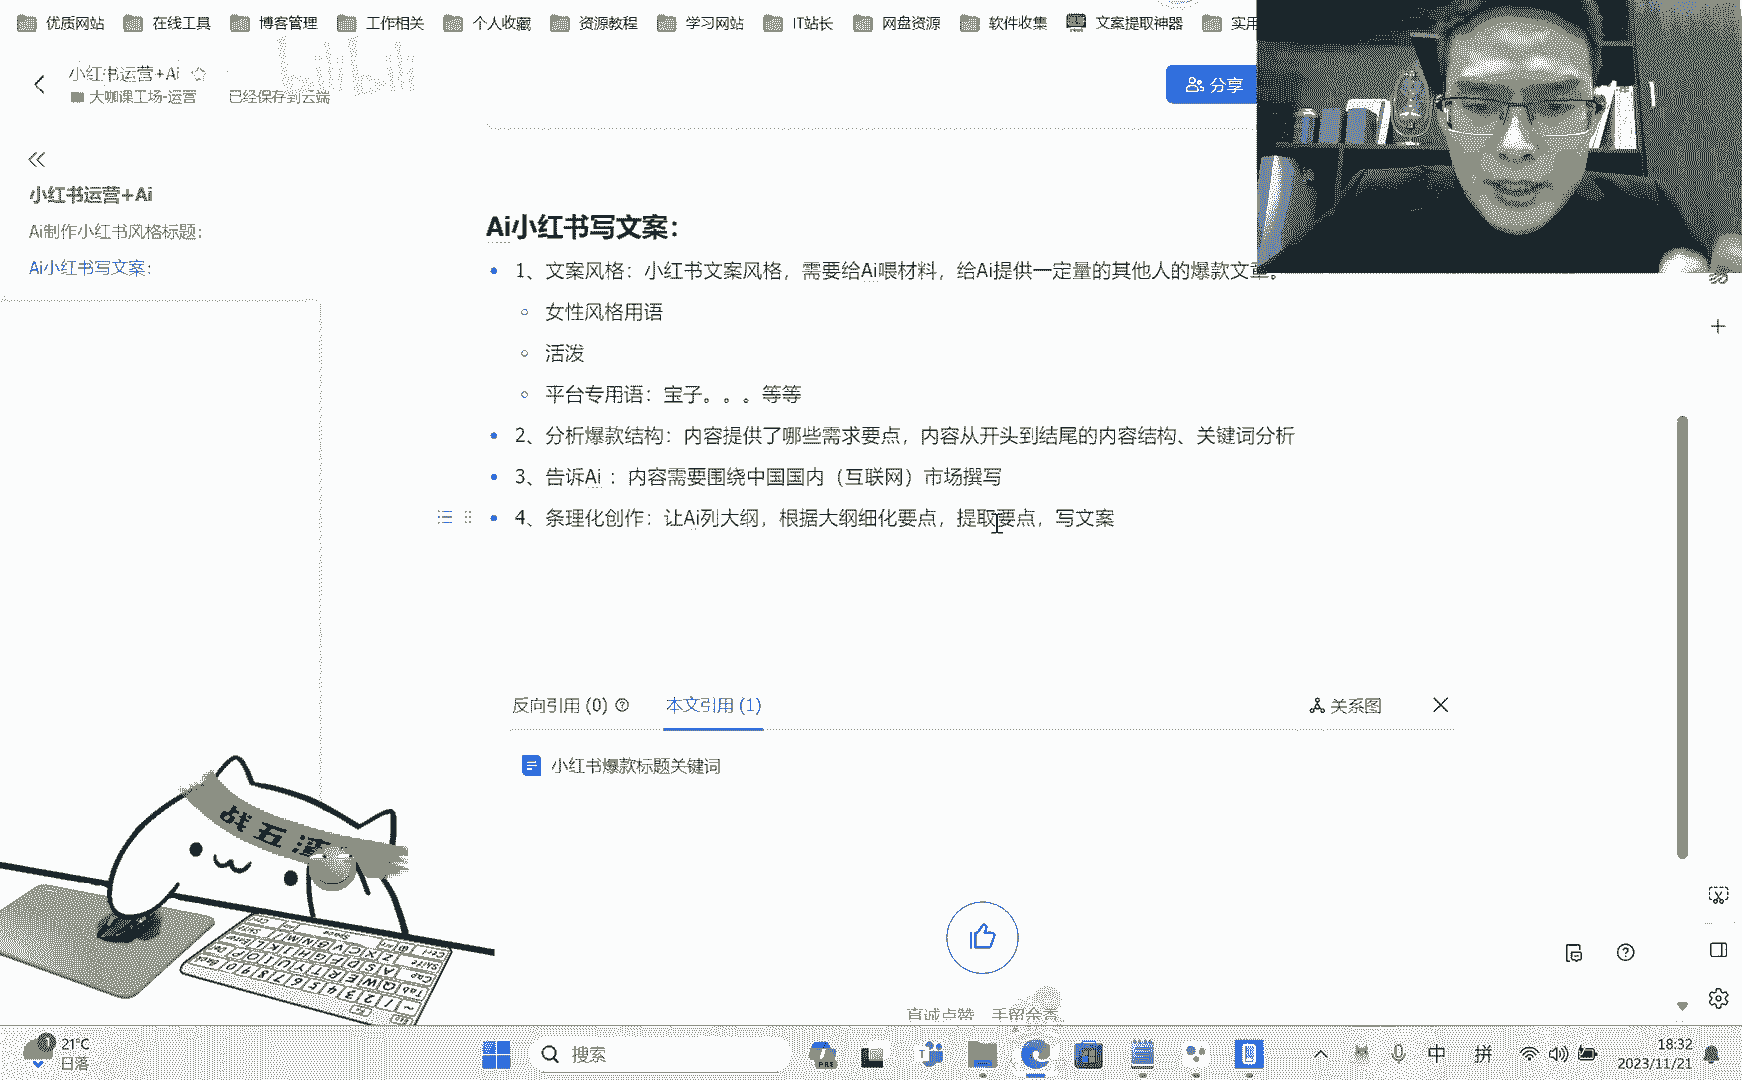 优质网站 在线工具 博客管理 工作相关 个人收藏 资源教程 学习网站 IT站长 网盘资源 软件收集 文案提取神器 实用
bilibili
小红书运营+Ai
大咖课工场-运营 已经保存到云端
分享
小红书运营+Ai
Ai制作小红书风格标题：
Ai小红书写文案：
Ai小红书写文案：
1、文案风格：小红书文案风格，需要给Ai喂材料，给Ai提供一定量的其他人的爆款文章。
女性风格用语
活泼
平台专用语：宝子。。。等等
2、分析爆款结构：内容提供了哪些需求要点，内容从开头到结尾的内容结构、关键词分析
3、告诉Ai ：内容需要围绕中国国内（互联网）市场撰写
4、条理化创作：让Ai列大纲，根据大纲细化要点，提取要点，写文案
反向引用 (0) 本文引用 (1) 关系图
小红书爆款标题关键词
战五渣
真诚点赞，手留余香
21°C
日落
搜索
中 拼
18:32
2023/11/21